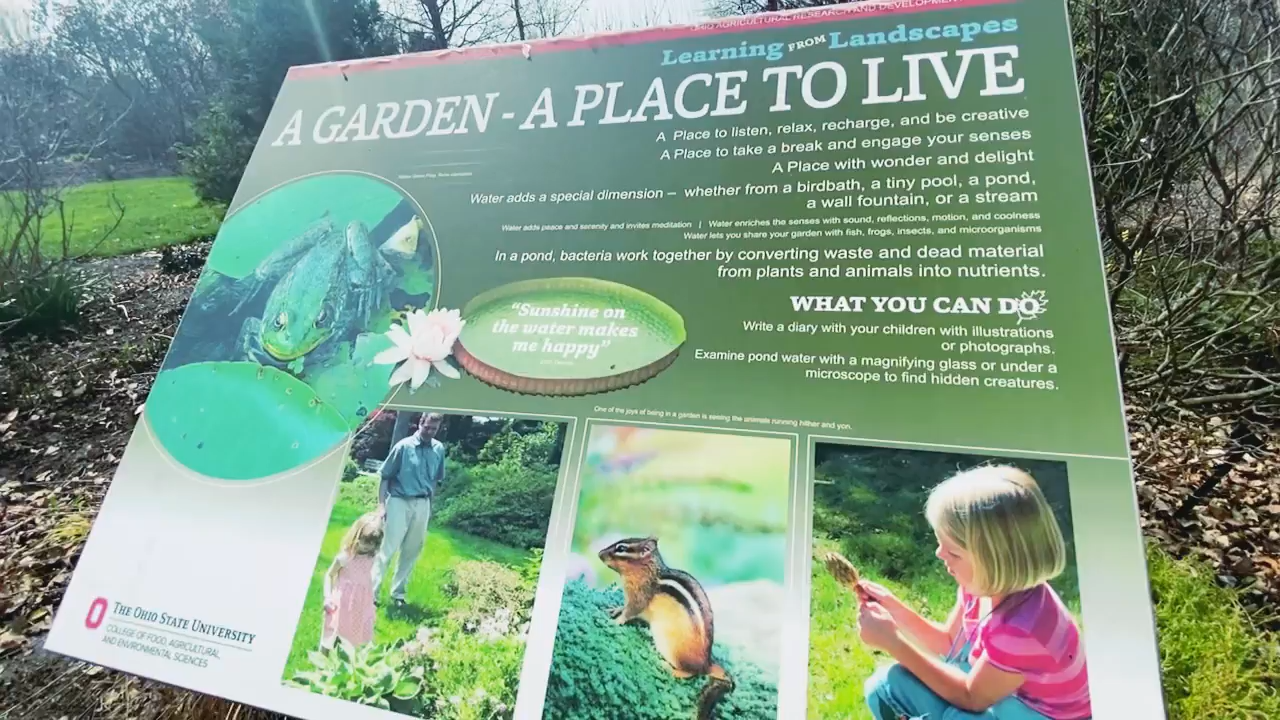 OHIO AGRICULTURAL RESEARCH AND DEVELOPMENT
Learning FROM Landscapes
A GARDEN - A PLACE TO LIVE
A Place to listen, relax, recharge, and be creative
A Place to take a break and engage your senses
A Place with wonder and delight
Water adds a special dimension – whether from a birdbath, a tiny pool, a pond,
a wall fountain, or a stream
Water adds peace and serenity and invites meditation | Water enriches the senses with sound, reflections, motion, and coolness
Water lets you share your garden with fish, frogs, insects, and microorganisms
In a pond, bacteria work together by converting waste and dead material
from plants and animals into nutrients.
"Sunshine on
the water makes
me happy"
WHAT YOU CAN DO
Write a diary with your children with illustrations
or photographs.
Examine pond water with a magnifying glass or under a
microscope to find hidden creatures.
One of the joys of being in a garden is seeing the animals running hither and yon.
THE OHIO STATE UNIVERSITY
COLLEGE OF FOOD, AGRICULTURAL,
AND ENVIRONMENTAL SCIENCES